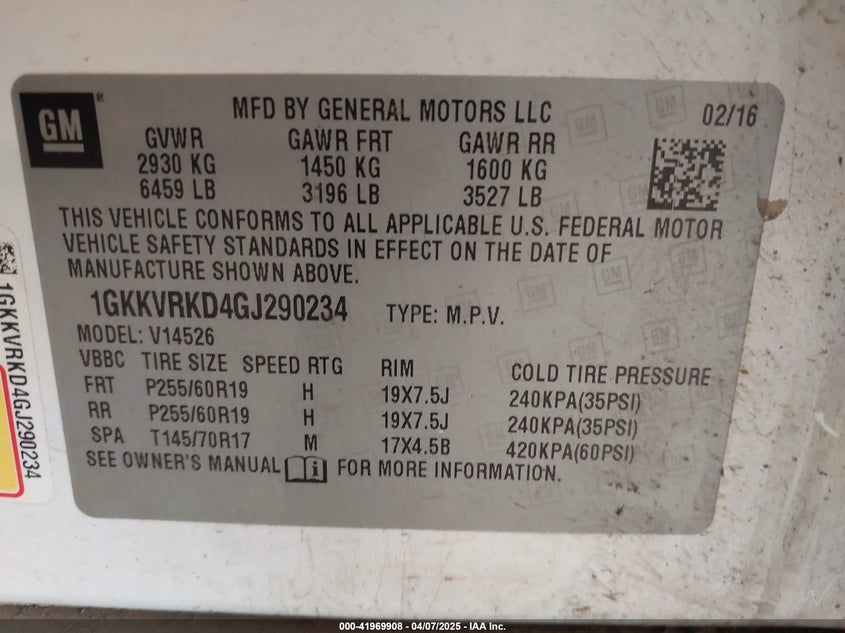 GM®
MFD BY GENERAL MOTORS LLC 02/16
GVWR GAWR FRT GAWR RR
2930 KG 1450 KG 1600 KG
6459 LB 3196 LB 3527 LB
THIS VEHICLE CONFORMS TO ALL APPLICABLE U.S. FEDERAL MOTOR
VEHICLE SAFETY STANDARDS IN EFFECT ON THE DATE OF
MANUFACTURE SHOWN ABOVE.
1GKKVRKD4GJ290234 TYPE: M.P.V.
MODEL: V14526
VBBC TIRE SIZE SPEED RTG RIM COLD TIRE PRESSURE
FRT P255/60R19 H 19X7.5J 240KPA(35PSI)
RR P255/60R19 H 19X7.5J 240KPA(35PSI)
SPA T145/70R17 M 17X4.5B 420KPA(60PSI)
SEE OWNER'S MANUAL FOR MORE INFORMATION.
1GKKVRKD4GJ290234
000-41969908 - 04/07/2025 - IAA Inc.